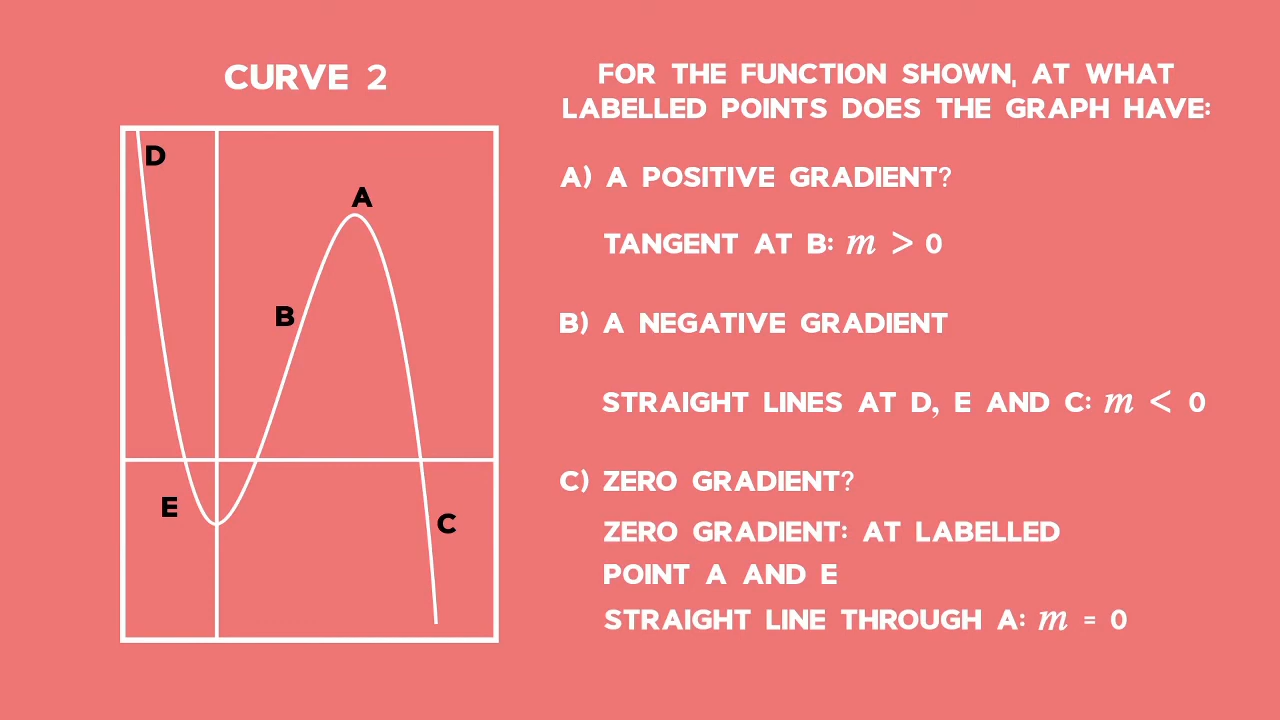 CURVE 2
D
A
B
E
C
FOR THE FUNCTION SHOWN, AT WHAT
LABELLED POINTS DOES THE GRAPH HAVE:
A) A POSITIVE GRADIENT?
TANGENT AT B: m > 0
B) A NEGATIVE GRADIENT
STRAIGHT LINES AT D, E AND C: m < 0
C) ZERO GRADIENT?
ZERO GRADIENT: AT LABELLED
POINT A AND E
STRAIGHT LINE THROUGH A: m = 0